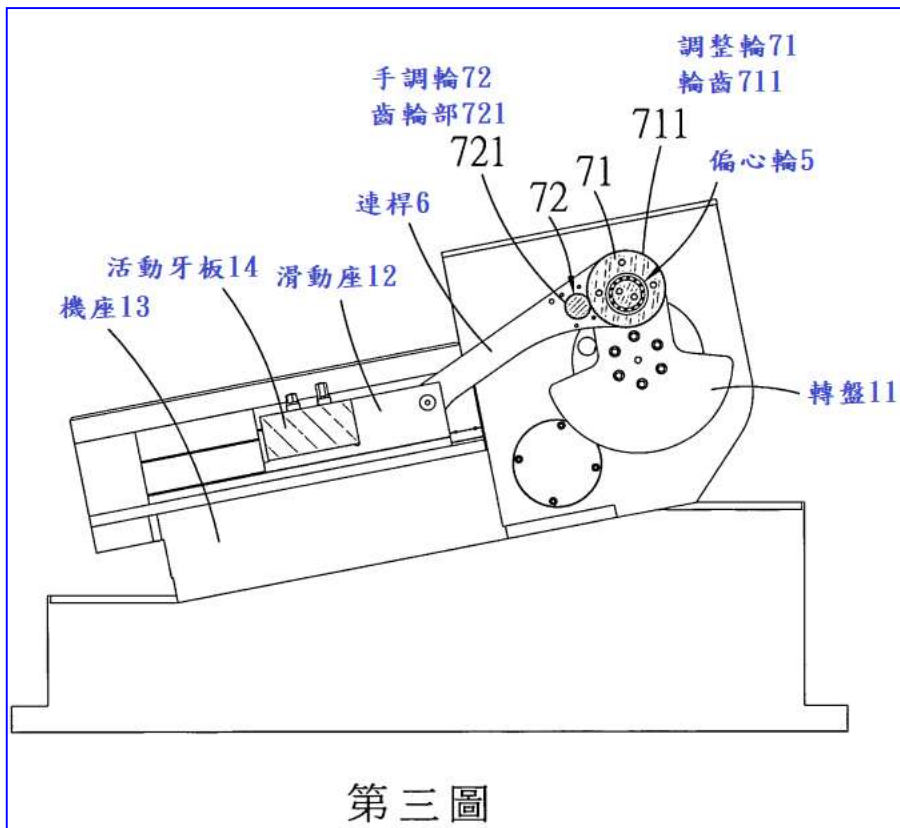 調整輪71
輪齒711
手調輪72
齒輪部721
721
711
偏心輪5
71
72
連桿6
活動牙板14
滑動座12
機座13
轉盤11
第三圖